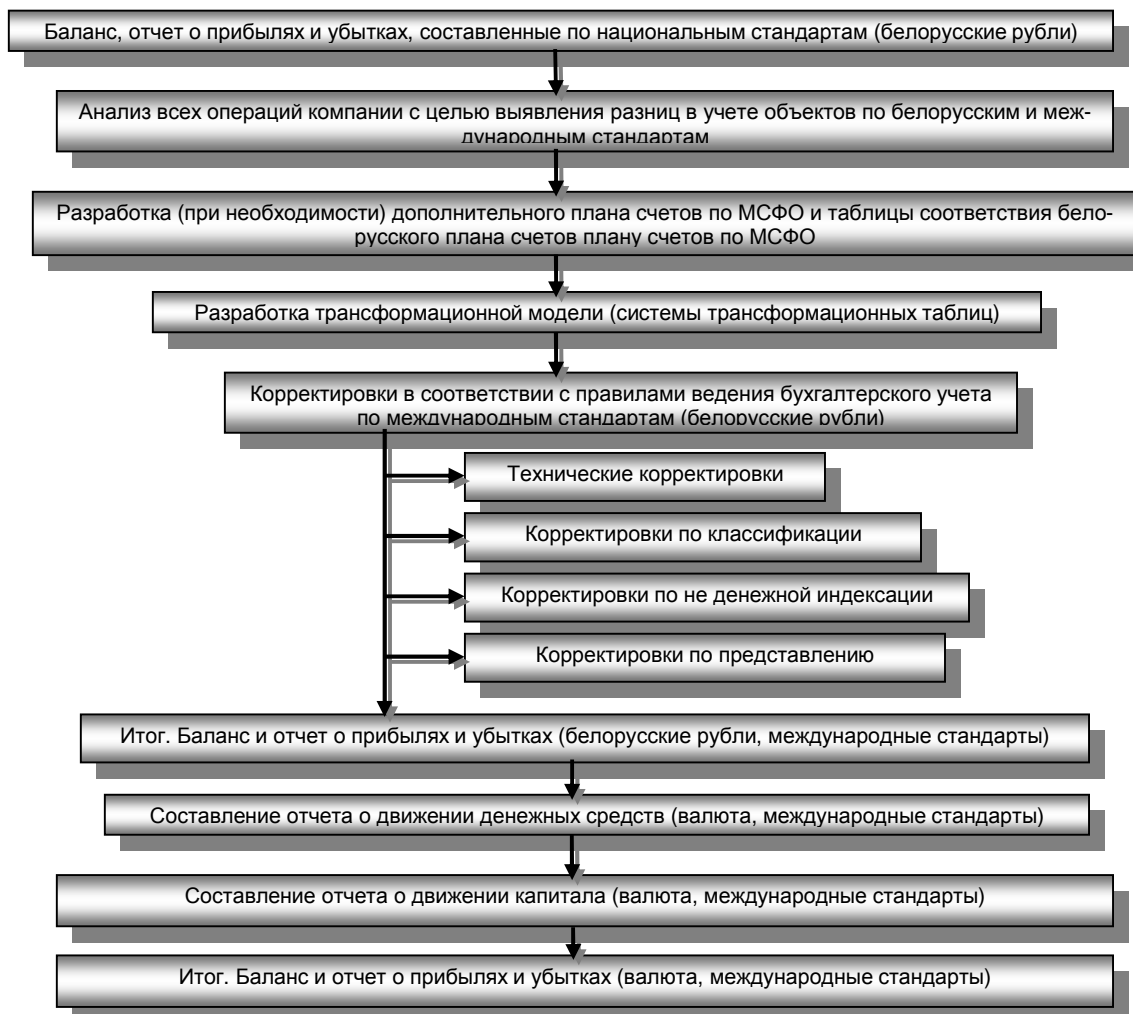 Баланс, отчет о прибылях и убытках, составленные по национальным стандартам (белорусские рубли)
Анализ всех операций компании с целью выявления разниц в учете объектов по белорусским и меж-
дународным стандартам
Разработка (при необходимости) дополнительного плана счетов по МСФО и таблицы соответствия бело-
русского плана счетов плану счетов по МСФО
Разработка трансформационной модели (системы трансформационных таблиц)
Корректировки в соответствии с правилами ведения бухгалтерского учета
по международным стандартам (белорусские рубли)
Технические корректировки
Корректировки по классификации
Корректировки по не денежной индексации
Корректировки по представлению
Итог. Баланс и отчет о прибылях и убытках (белорусские рубли, международные стандарты)
Составление отчета о движении денежных средств (валюта, международные стандарты)
Составление отчета о движении капитала (валюта, международные стандарты)
Итог. Баланс и отчет о прибылях и убытках (валюта, международные стандарты)